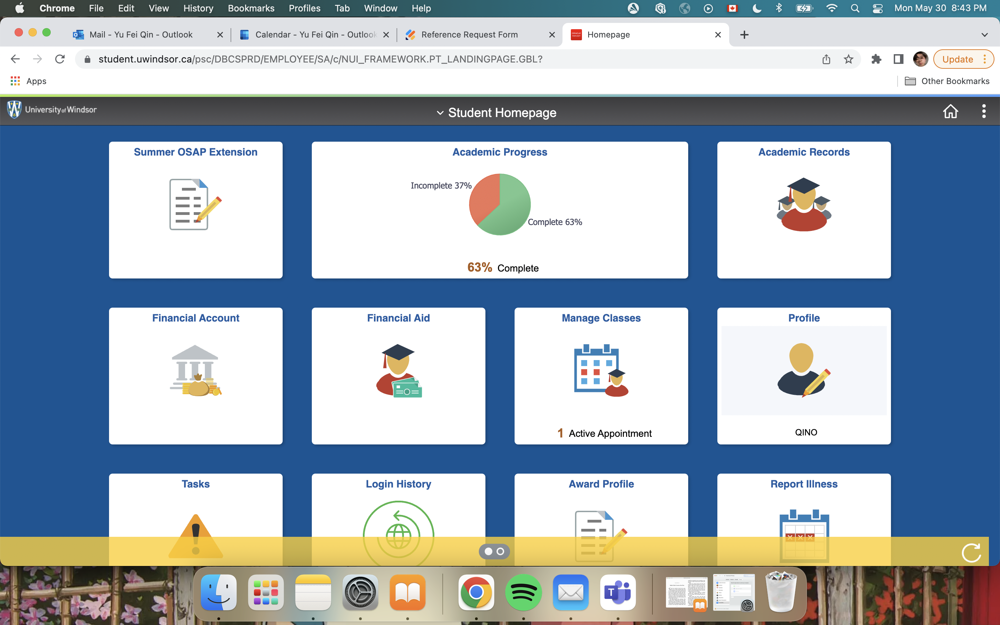 Chrome File Edit View History Bookmarks Profiles Tab Window Help Mon May 30 8:43 PM
Mail - Yu Fei Qin - Outlook Calendar - Yu Fei Qin - Outlook Reference Request Form Homepage
student.uwindsor.ca/psc/DBCSPRD/EMPLOYEE/SA/c/NUI_FRAMEWORK.PT_LANDINGPAGE.GBL? Update
Apps Other Bookmarks
University of Windsor Student Homepage
Summer OSAP Extension Academic Progress Academic Records
Incomplete 37%
Complete 63%
63% Complete
Financial Account Financial Aid Manage Classes Profile
1 Active Appointment QINO
Tasks Login History Award Profile Report Illness